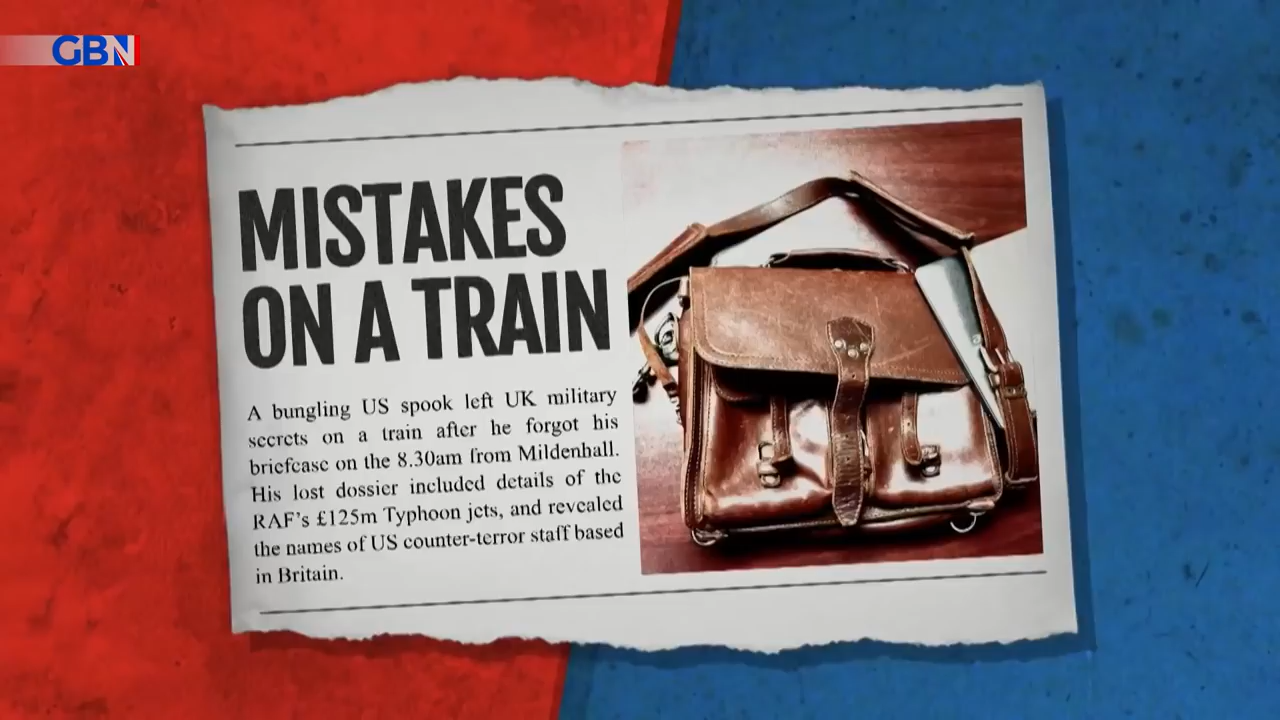 GBN
MISTAKES
ON A TRAIN
A bungling US spook left UK military
secrets on a train after he forgot his
briefcase on the 8.30am from Mildenhall.
His lost dossier included details of the
RAF's £125m Typhoon jets, and revealed
the names of US counter-terror staff based
in Britain.